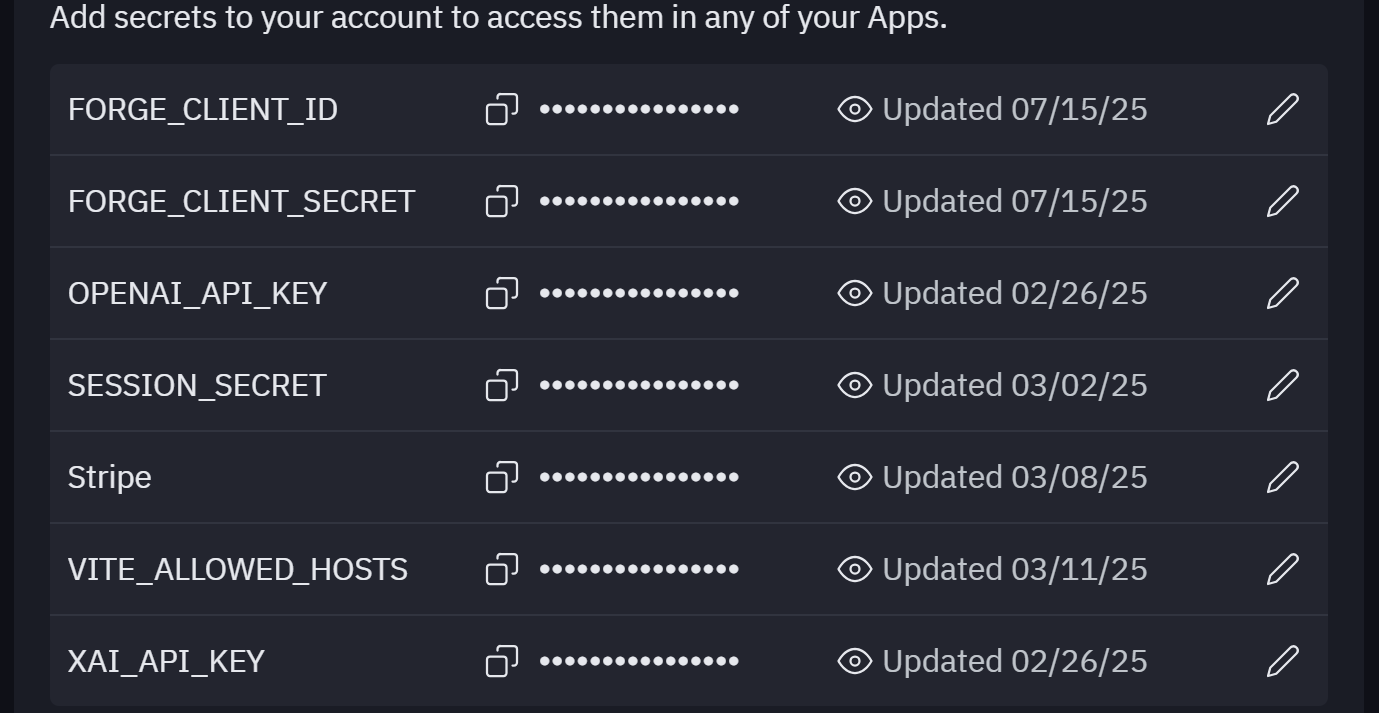 Add secrets to your account to access them in any of your Apps.
FORGE_CLIENT_ID •••••••••••••••• Updated 07/15/25
FORGE_CLIENT_SECRET •••••••••••••••• Updated 07/15/25
OPENAI_API_KEY •••••••••••••••• Updated 02/26/25
SESSION_SECRET •••••••••••••••• Updated 03/02/25
Stripe •••••••••••••••• Updated 03/08/25
VITE_ALLOWED_HOSTS •••••••••••••••• Updated 03/11/25
XAI_API_KEY •••••••••••••••• Updated 02/26/25